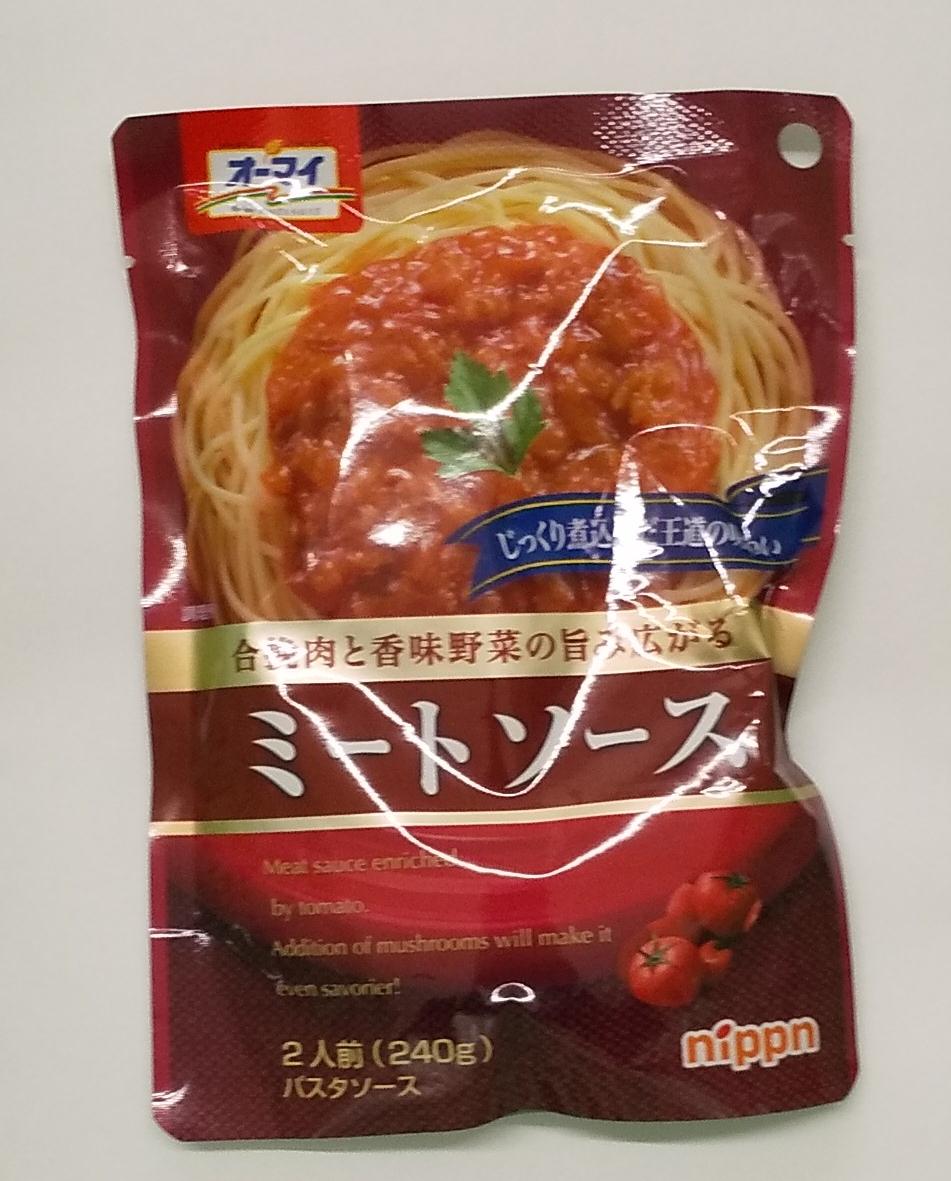 オーマイ
じっくり煮込んだ王道の味わい
合挽肉と香味野菜の旨み広がる
ミートソース
Meat sauce enriched
by tomato.
Addition of mushrooms will make it
even savorier!
2人前(240g)
パスタソース
nippn